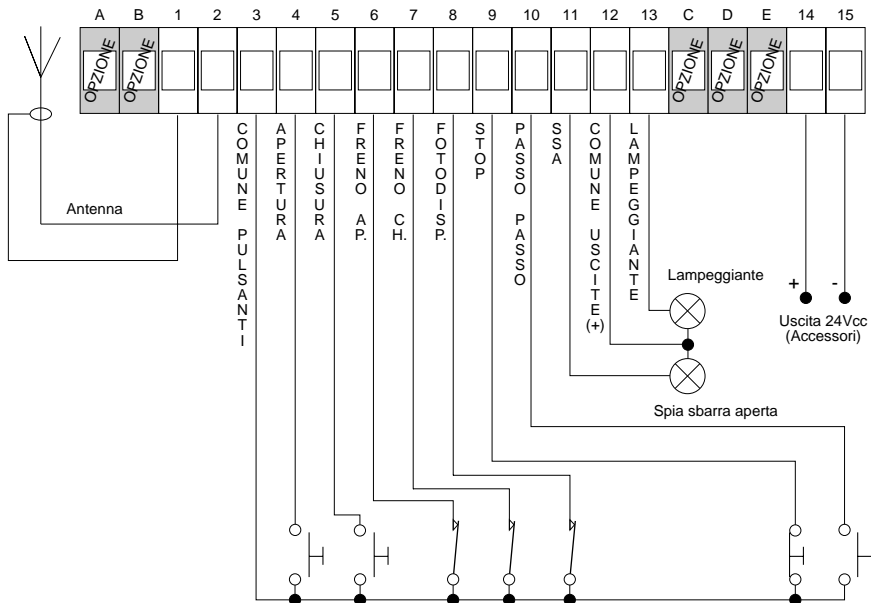 A B 1 2 3 4 5 6 7 8 9 10 11 12 13 C D E 14 15
OPZIONE OPZIONE OPZIONE OPZIONE OPZIONE
Antenna
COMUNE PULSANTI
APERTURA
CHIUSURA
FRENO AP.
FRENO CH.
FOTODISP.
STOP
PASSO PASSO
SSA
COMUNE USCITE (+)
LAMPEGGIANTE
Lampeggiante
Spia sbarra aperta
+ -
Uscita 24Vcc
(Accessori)